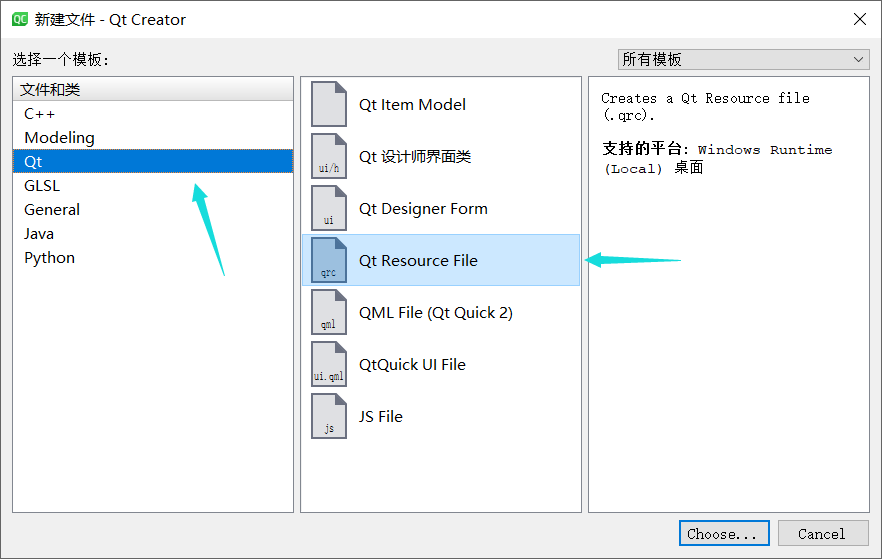 QC 新建文件 - Qt Creator
选择一个模板：
所有模板
文件和类
C++
Modeling
Qt
GLSL
General
Java
Python
Qt Item Model
ui/h Qt 设计师界面类
ui Qt Designer Form
qrc Qt Resource File
qml QML File (Qt Quick 2)
ui.qml QtQuick UI File
js JS File
Creates a Qt Resource file
(.qrc).
支持的平台: Windows Runtime
(Local) 桌面
Choose...
Cancel